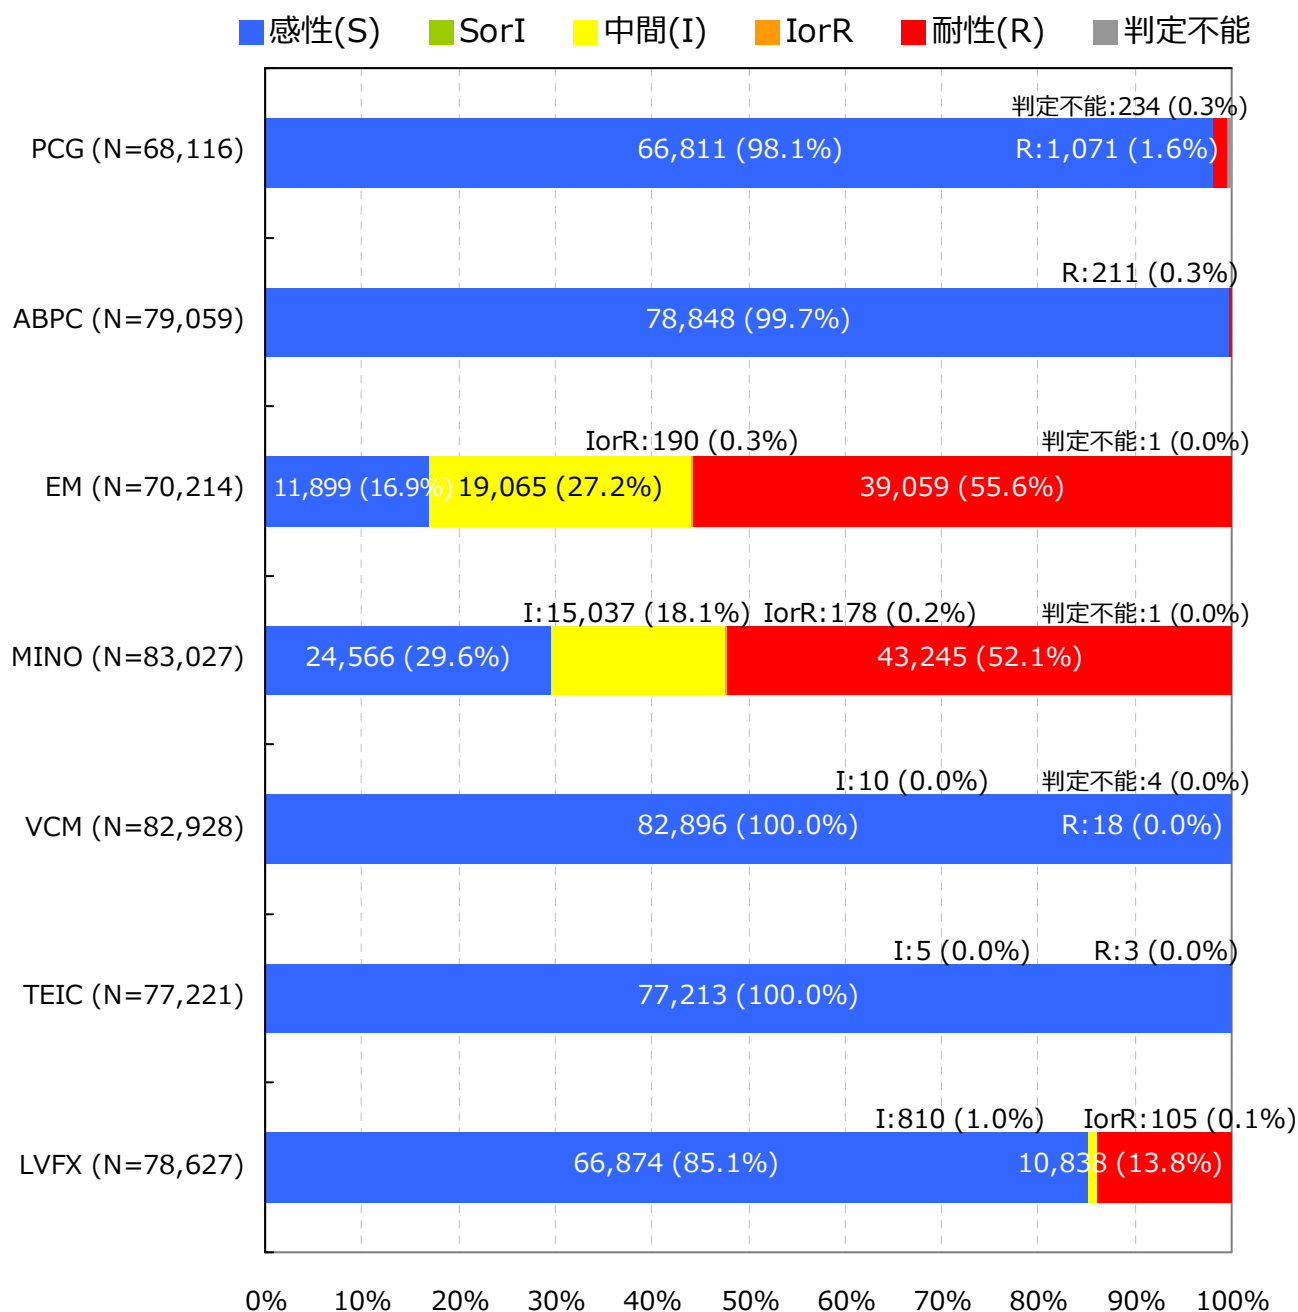 感性(S) SorI 中間(I) IorR 耐性(R) 判定不能
判定不能:234 (0.3%)
PCG (N=68,116) 66,811 (98.1%) R:1,071 (1.6%)
R:211 (0.3%)
ABPC (N=79,059) 78,848 (99.7%)
IorR:190 (0.3%) 判定不能:1 (0.0%)
EM (N=70,214) 11,899 (16.9%) 19,065 (27.2%) 39,059 (55.6%)
I:15,037 (18.1%) IorR:178 (0.2%) 判定不能:1 (0.0%)
MINO (N=83,027) 24,566 (29.6%) 43,245 (52.1%)
I:10 (0.0%) 判定不能:4 (0.0%)
VCM (N=82,928) 82,896 (100.0%) R:18 (0.0%)
I:5 (0.0%) R:3 (0.0%)
TEIC (N=77,221) 77,213 (100.0%)
I:810 (1.0%) IorR:105 (0.1%)
LVFX (N=78,627) 66,874 (85.1%) 10,838 (13.8%)
0% 10% 20% 30% 40% 50% 60% 70% 80% 90% 100%